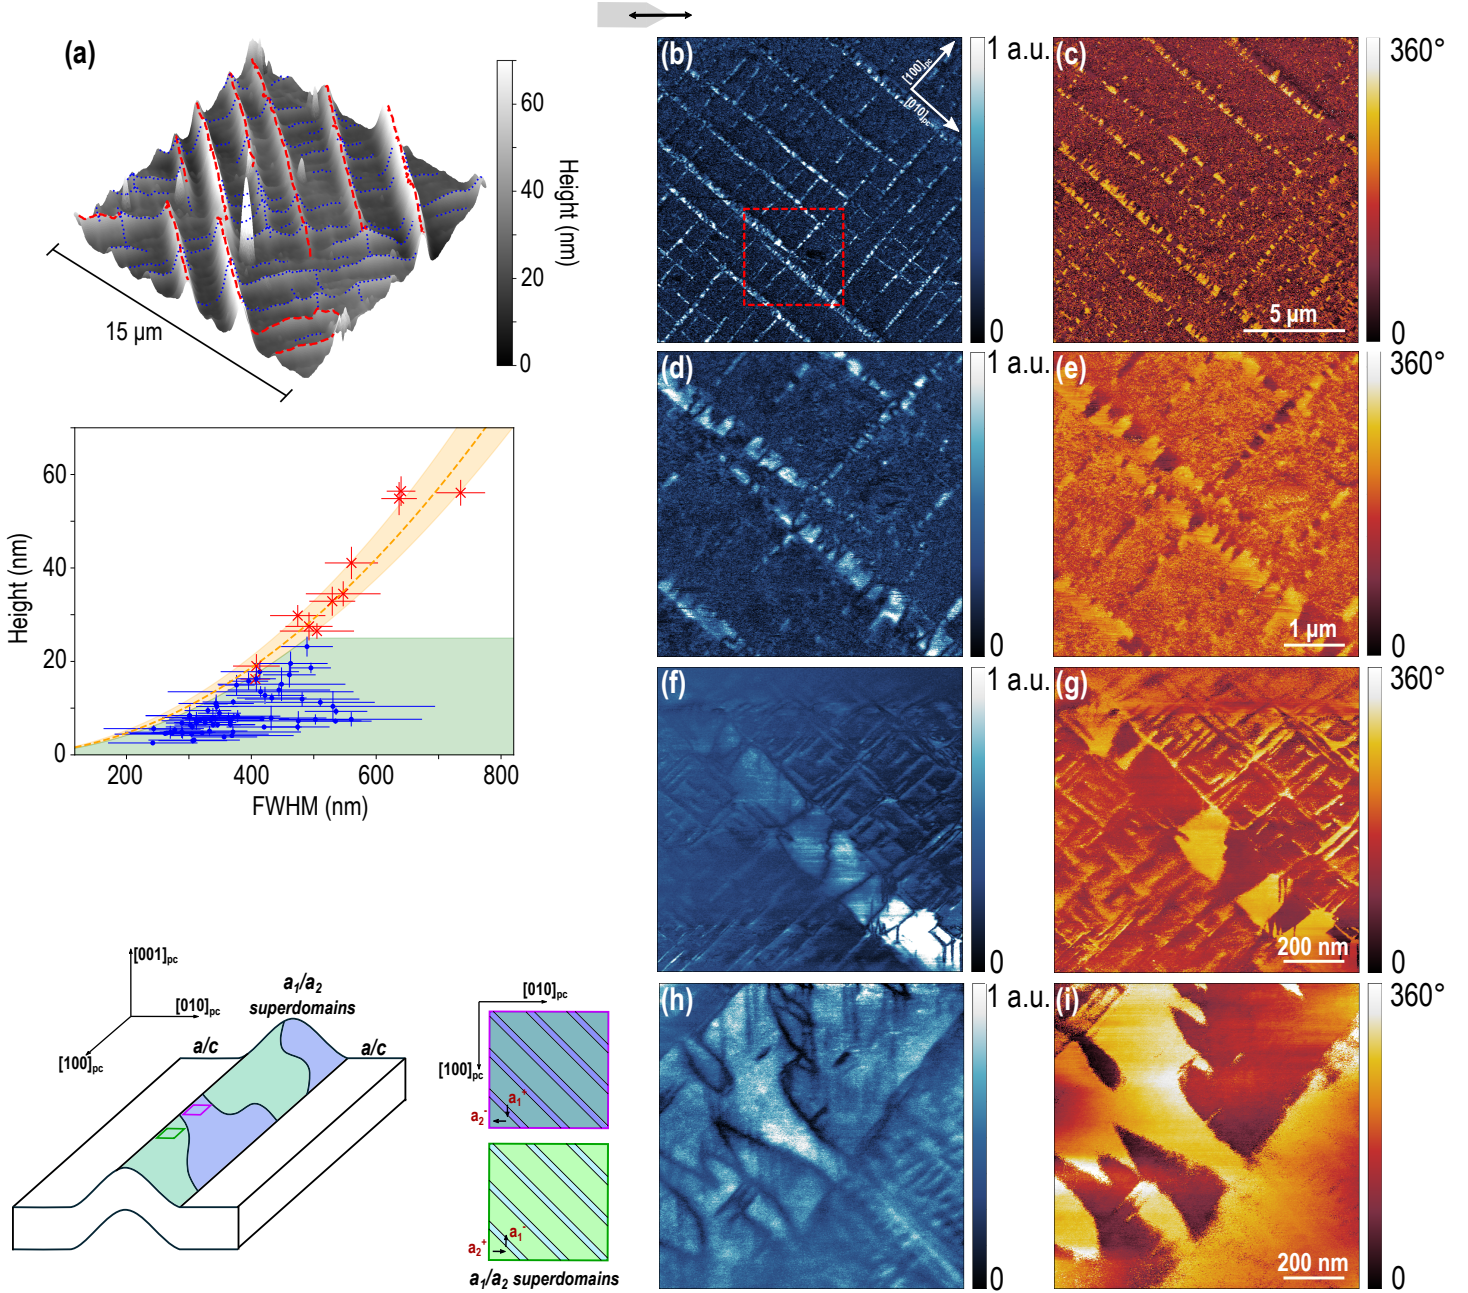 (a)
60
40
20
0
Height (nm)
15 µm
60
40
20
0
Height (nm)
200
400
600
800
FWHM (nm)
[001]pc
[010]pc
[100]pc
a1/a2
superdomains
a/c
a/c
[010]pc
[100]pc
a1+
a2-
a1-
a2+
a1/a2 superdomains
(b)
[100]pc
[010]pc
1 a.u.
0
(c)
5 µm
360°
0
(d)
1 a.u.
0
(e)
1 µm
360°
0
(f)
1 a.u.
0
(g)
200 nm
360°
0
(h)
1 a.u.
0
(i)
200 nm
360°
0